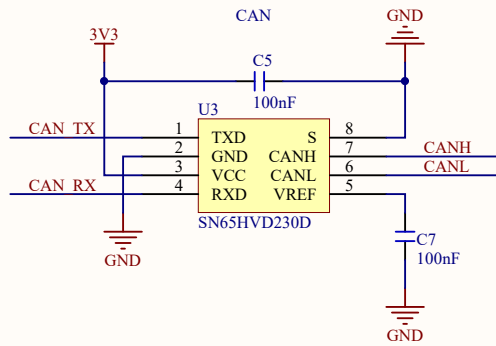 CAN
GND
3V3
C5
100nF
U3
CAN_TX
1
TXD
S
8
2
GND
CANH
7
CANH
3
VCC
CANL
6
CANL
CAN_RX
4
RXD
VREF
5
SN65HVD230D
C7
100nF
GND
GND